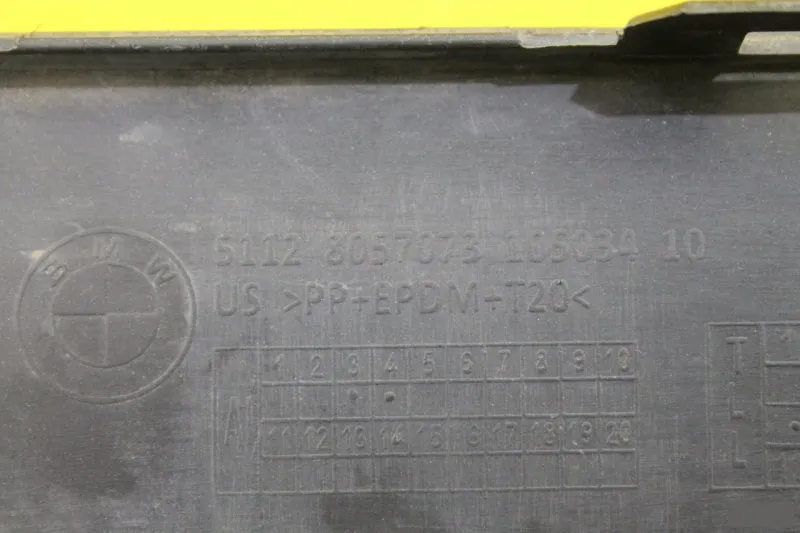 BMW
5112 8057073 105034 10
US >PP+EPDM+T20<
1 2 3 4 5 6 7 8 9 10
AI
11 12 13 14 15 16 17 18 19 20
T
L